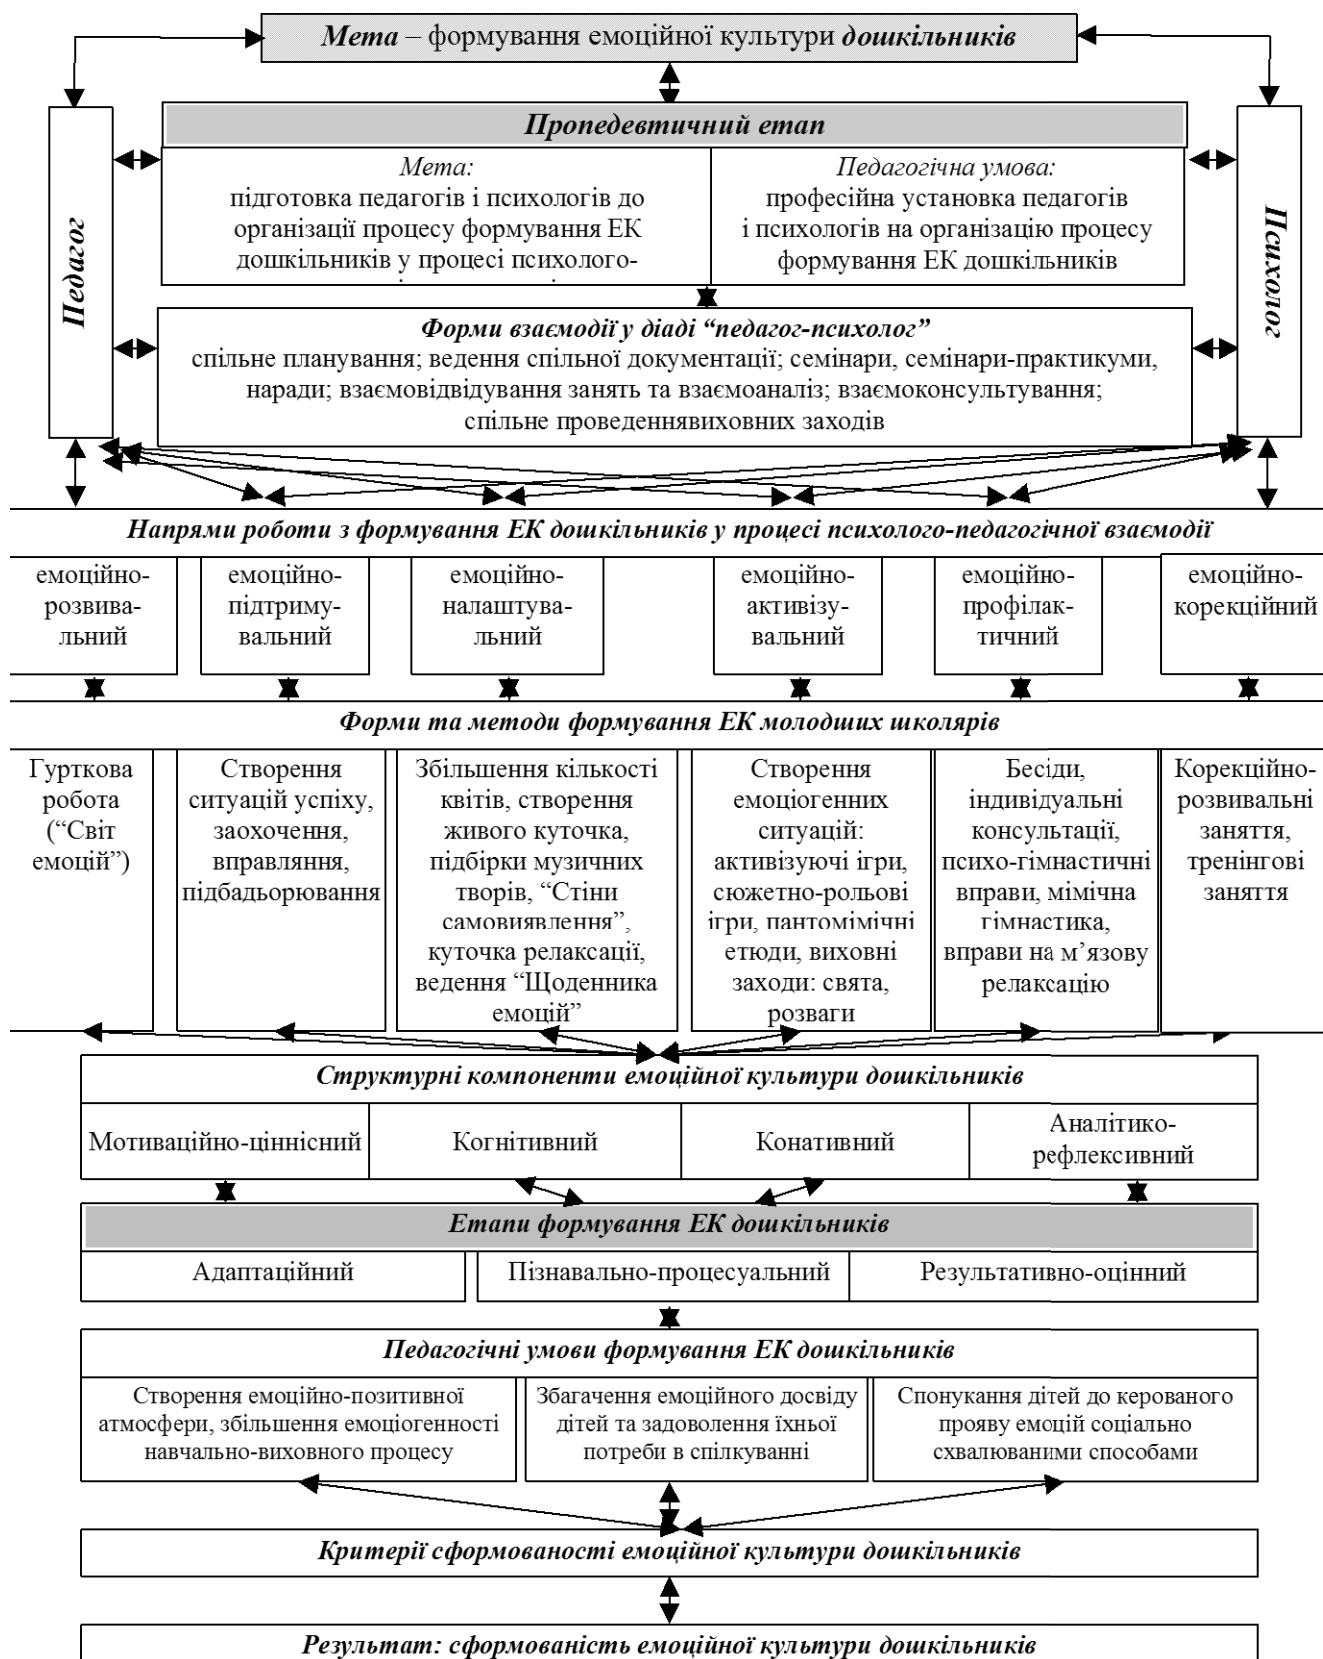 Мета – формування емоційної культури дошкільників
Педагог
Пропедевтичний етап
Мета:
підготовка педагогів і психологів до
організації процесу формування ЕК
дошкільників у процесі психолого-
Педагогічна умова:
професійна установка педагогів
і психологів на організацію процесу
формування ЕК дошкільників
Психолог
Форми взаємодії у діаді “педагог-психолог”
спільне планування; ведення спільної документації; семінари, семінари-практикуми,
наради; взаємовідвідування занять та взаємоаналіз; взаємоконсультування;
спільне проведеннявиховних заходів
Напрями роботи з формування ЕК дошкільників у процесі психолого-педагогічної взаємодії
емоційно-
розвива-
льний
емоційно-
підтриму-
вальний
емоційно-
налаштува-
льний
емоційно-
активізу-
вальний
емоційно-
профілак-
тичний
емоційно-
корекційний
Форми та методи формування ЕК молодших школярів
Гурткова
робота
(“Світ
емоцій”)
Створення
ситуацій успіху,
заохочення,
вправляння,
підбадьорювання
Збільшення кількості
квітів, створення
живого куточка,
підбірки музичних
творів, “Стіни
самовиявлення”,
куточка релаксації,
ведення “Щоденника
емоцій”
Створення
емоціогенних
ситуацій:
активізуючі ігри,
сюжетно-рольові
ігри, пантомімічні
етюди, виховні
заходи: свята,
розваги
Бесіди,
індивідуальні
консультації,
психо-гімнастичні
вправи, мімічна
гімнастика,
вправи на м’язову
релаксацію
Корекційно-
розвивальні
заняття,
тренінгові
заняття
Структурні компоненти емоційної культури дошкільників
Мотиваційно-ціннісний
Когнітивний
Конативний
Аналітико-
рефлексивний
Етапи формування ЕК дошкільників
Адаптаційний
Пізнавально-процесуальний
Результативно-оцінний
Педагогічні умови формування ЕК дошкільників
Створення емоційно-позитивної
атмосфери, збільшення емоціогенності
навчально-виховного процесу
Збагачення емоційного досвіду
дітей та задоволення їхньої
потреби в спілкуванні
Спонукання дітей до керованого
прояву емоцій соціально
схвалюваними способами
Критерії сформованості емоційної культури дошкільників
Результат: сформованість емоційної культури дошкільників